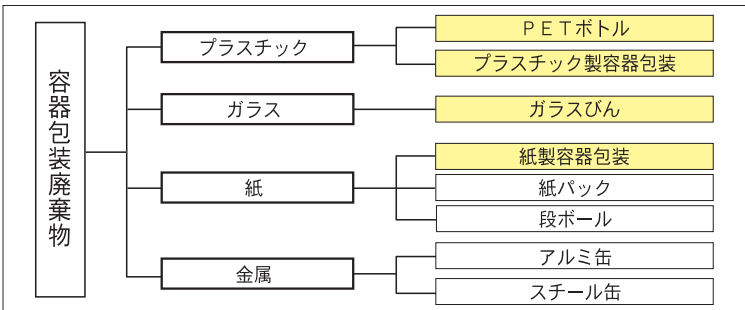 容器包装廃棄物
プラスチック
ＰＥＴボトル
プラスチック製容器包装
ガラス
ガラスびん
紙
紙製容器包装
紙パック
段ボール
金属
アルミ缶
スチール缶